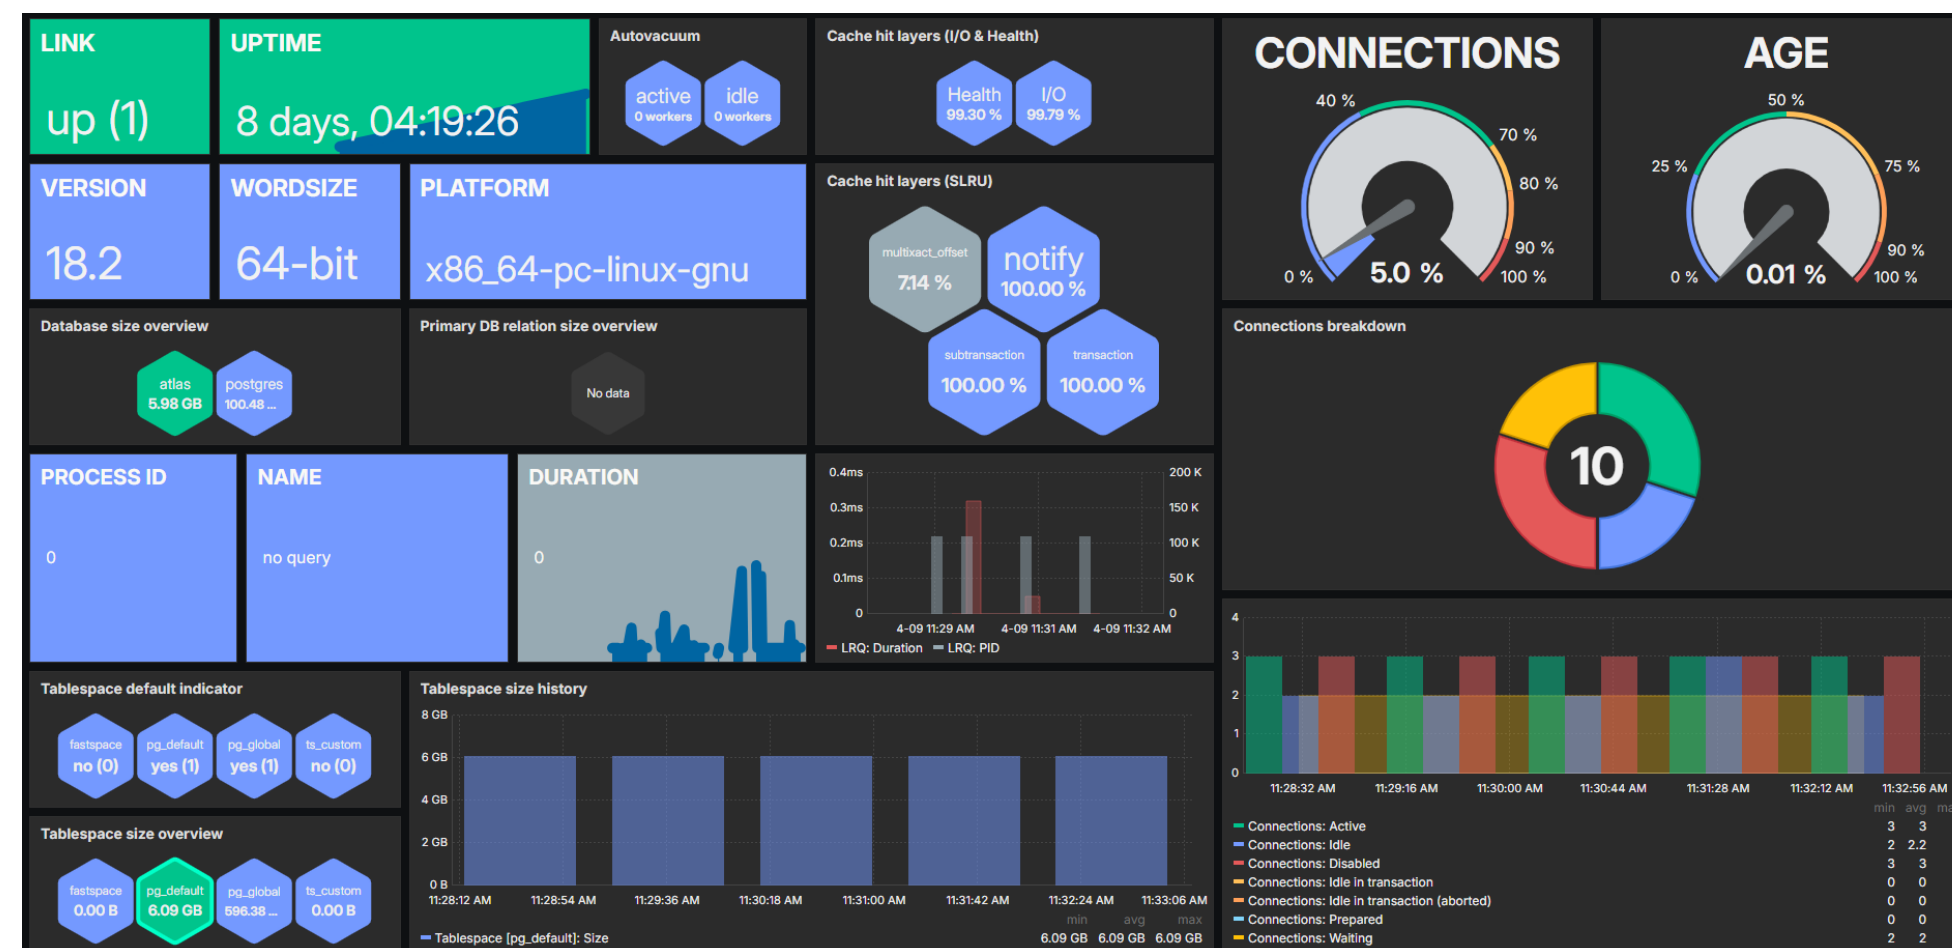 LINK
up (1)
UPTIME
8 days, 04:19:26
Autovacuum
active
0 workers
idle
0 workers
Cache hit layers (I/O & Health)
Health
99.30 %
I/O
99.79 %
CONNECTIONS
40 %
70 %
80 %
90 %
0 %
5.0 %
100 %
AGE
50 %
25 %
75 %
90 %
0 %
0.01 %
100 %
VERSION
18.2
WORDSIZE
64-bit
PLATFORM
x86_64-pc-linux-gnu
Cache hit layers (SLRU)
multixact_offset
7.14 %
notify
100.00 %
subtransaction
100.00 %
transaction
100.00 %
Database size overview
atlas
5.98 GB
postgres
100.48 ...
Primary DB relation size overview
No data
Connections breakdown
10
PROCESS ID
0
NAME
no query
DURATION
0
0.4ms
200 K
0.3ms
150 K
0.2ms
100 K
0.1ms
50 K
0
0
4-09 11:29 AM
4-09 11:31 AM
4-09 11:32 AM
LRQ: Duration
LRQ: PID
Tablespace default indicator
fastspace
no (0)
pg_default
yes (1)
pg_global
yes (1)
ts_custom
no (0)
Tablespace size overview
fastspace
0.00 B
pg_default
6.09 GB
pg_global
596.38 ...
ts_custom
0.00 B
Tablespace size history
8 GB
6 GB
4 GB
2 GB
0 B
11:28:12 AM
11:28:54 AM
11:29:36 AM
11:30:18 AM
11:31:00 AM
11:31:42 AM
11:32:24 AM
11:33:06 AM
min avg max
Tablespace [pg_default]: Size 6.09 GB 6.09 GB 6.09 GB
4
3
2
1
0
11:28:32 AM
11:29:16 AM
11:30:00 AM
11:30:44 AM
11:31:28 AM
11:32:12 AM
11:32:56 AM
min avg
Connections: Active 3 3
Connections: Idle 2 2.2
Connections: Disabled 3 3
Connections: Idle in transaction 0 0
Connections: Idle in transaction (aborted) 0 0
Connections: Prepared 0 0
Connections: Waiting 2 2